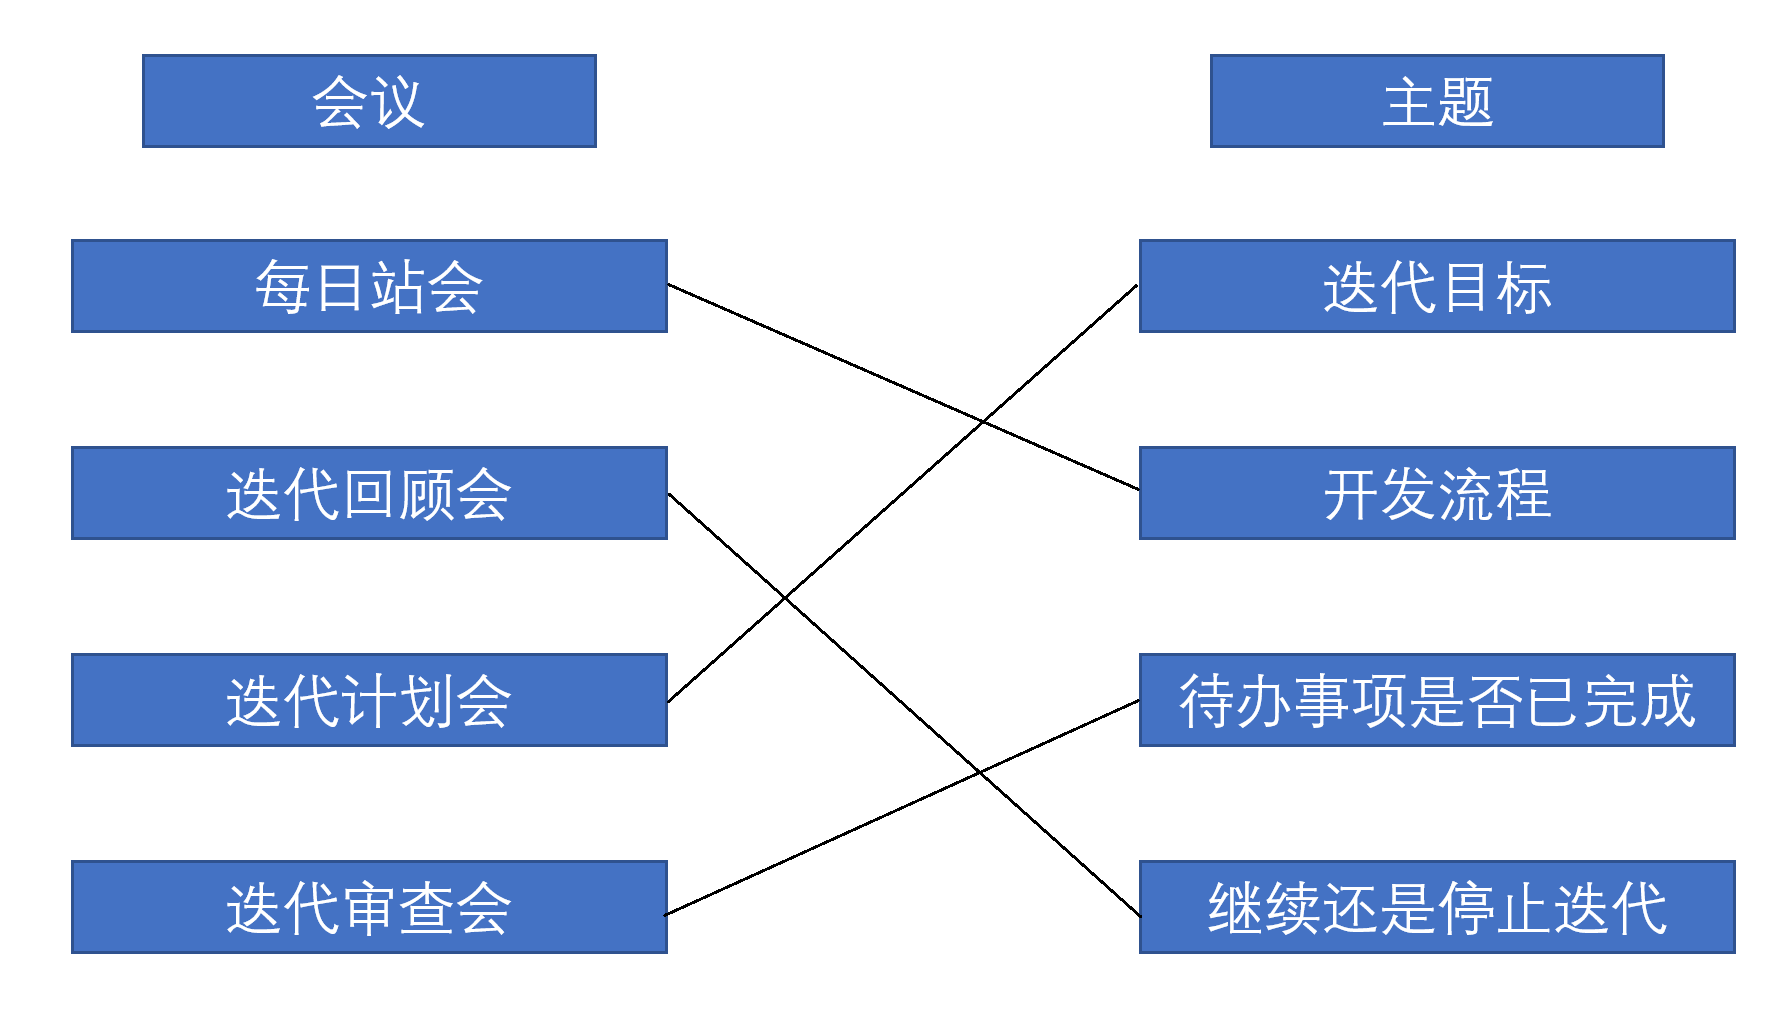 会议
主题
每日站会
迭代目标
迭代回顾会
开发流程
迭代计划会
待办事项是否已完成
迭代审查会
继续还是停止迭代